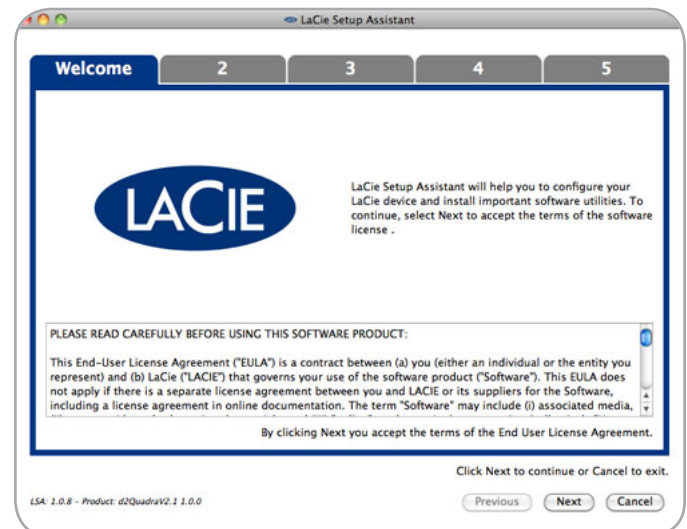 LaCie Setup Assistant
Welcome 2 3 4 5
LACIE
LaCie Setup Assistant will help you to configure your
LaCie device and install important software utilities. To
continue, select Next to accept the terms of the software
license .
PLEASE READ CAREFULLY BEFORE USING THIS SOFTWARE PRODUCT:
This End-User License Agreement ("EULA") is a contract between (a) you (either an individual or the entity you
represent) and (b) LaCie ("LACIE") that governs your use of the software product ("Software"). This EULA does
not apply if there is a separate license agreement between you and LACIE or its suppliers for the Software,
including a license agreement in online documentation. The term "Software" may include (i) associated media,
By clicking Next you accept the terms of the End User License Agreement.
Click Next to continue or Cancel to exit.
LSA: 1.0.8 - Product: d2QuadraV2.1 1.0.0
Previous Next Cancel